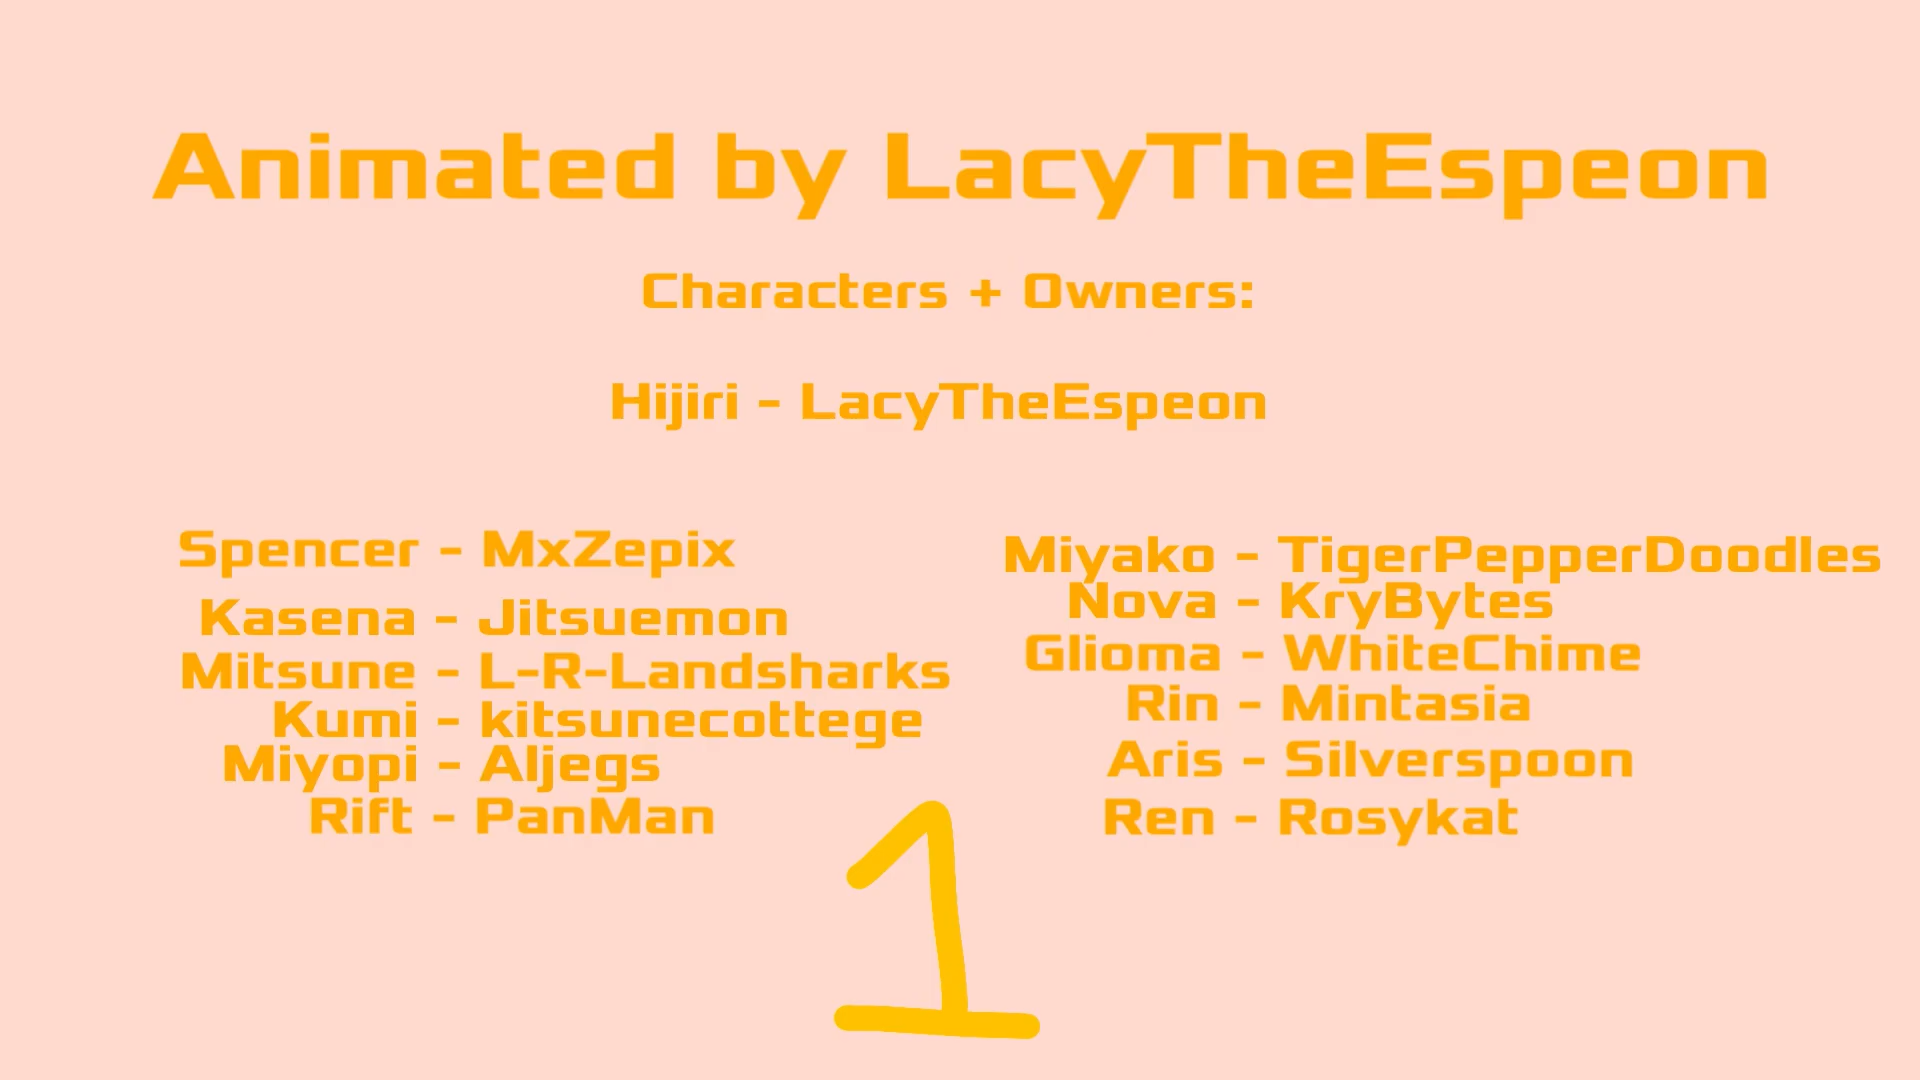 Animated by LacyTheEspeon
Characters + Owners:
Hijiri - LacyTheEspeon
Spencer - MxZepix
Kasena - Jitsuemon
Mitsune - L-R-Landsharks
Kumi - kitsunecottege
Miyopi - Aljegs
Rift - PanMan
Miyako - TigerPepperDoodles
Nova - KryBytes
Glioma - WhiteChime
Rin - Mintasia
Aris - Silverspoon
Ren - Rosykat
1